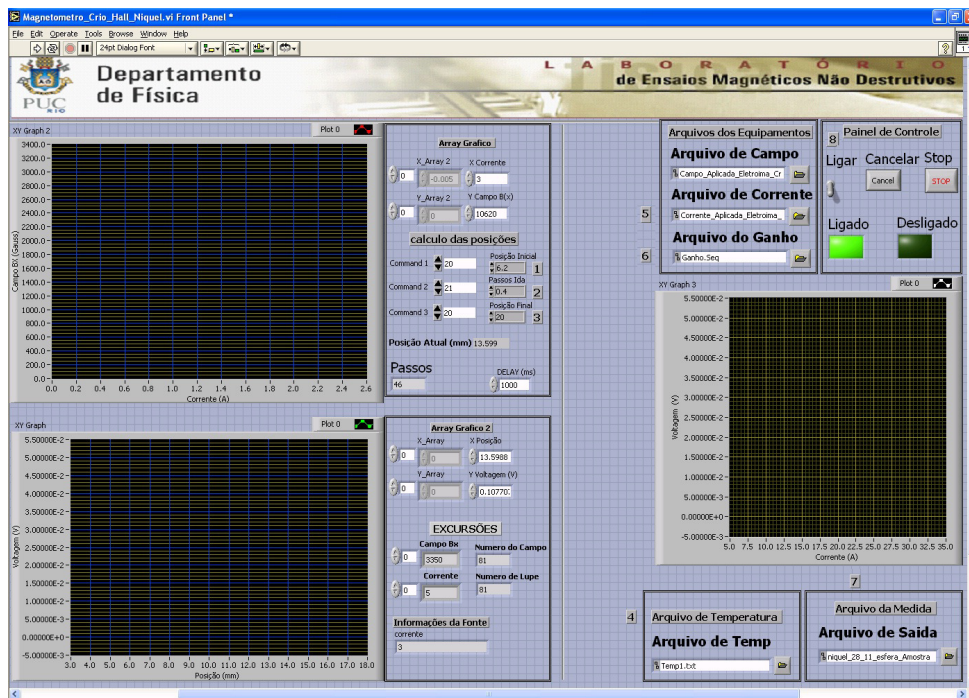 Magnetometro_Crio_Hall_Niquel.vi Front Panel *
File Edit Operate Tools Browse Window Help
24pt Dialog Font
Departamento
de Física
PUC
RIO
LABORATÓRIO
de Ensaios Magnéticos Não Destrutivos
XY Graph 2
Plot 0
3400.0
3000.0
2800.0
2600.0
2400.0
2200.0
2000.0
1800.0
1600.0
1400.0
1200.0
1000.0
800.0
600.0
400.0
200.0
0.0
Campo Bx (Gauss)
0.0 0.2 0.4 0.6 0.8 1.0 1.2 1.4 1.6 1.8 2.0 2.2 2.4 2.6
Corrente (A)
Array Grafico
X_Array 2 X Corrente
0 -0.005 3
Y_Array 2 Y Campo B(x)
0 0 10620
calculo das posições
Posição Inicial
Command 1 20 6.2 1
Passos Ida
Command 2 21 0.4 2
Posição Final
Command 3 20 20 3
Posição Atual (mm) 13.599
Passos
46
DELAY (ms)
1000
XY Graph
Plot 0
5.50000E-2
5.00000E-2
4.50000E-2
4.00000E-2
3.50000E-2
3.00000E-2
2.50000E-2
2.00000E-2
1.50000E-2
1.00000E-2
5.00000E-3
0.00000E+0
-5.00000E-3
Voltagem (V)
3.0 4.0 5.0 6.0 7.0 8.0 9.0 10.0 11.0 12.0 13.0 14.0 15.0 16.0 17.0 18.0
Posição (mm)
Array Grafico 2
X_Array X Posição
0 0 13.5988
Y_Array Y Voltagem (V)
0 0 0.10770
EXCURSÕES
Campo Bx Numero do Campo
0 3350 81
Corrente Numero de Lupe
0 5 81
Informações da Fonte
corrente
3
Arquivos dos Equipamentos
Arquivo de Campo
Campo_Aplicada_Eletroima_Cr
Arquivo de Corrente
5 Corrente_Aplicada_Eletroima_
Arquivo do Ganho
6 Ganho.Seq
8 Painel de Controle
Ligar Cancelar Stop
Cancel STOP
Ligado Desligado
XY Graph 3
Plot 0
5.50000E-2
4.50000E-2
4.00000E-2
3.50000E-2
3.00000E-2
2.50000E-2
2.00000E-2
1.50000E-2
1.00000E-2
5.00000E-3
0.00000E+0
-5.00000E-3
Voltagem (V)
5.0 7.5 10.0 12.5 15.0 17.5 20.0 22.5 25.0 27.5 30.0 32.5 35.0
Corrente (A)
4 Arquivo de Temperatura
Arquivo de Temp
Temp1.txt
7
Arquivo da Medida
Arquivo de Saida
niquel_28_11_esfera_Amostra